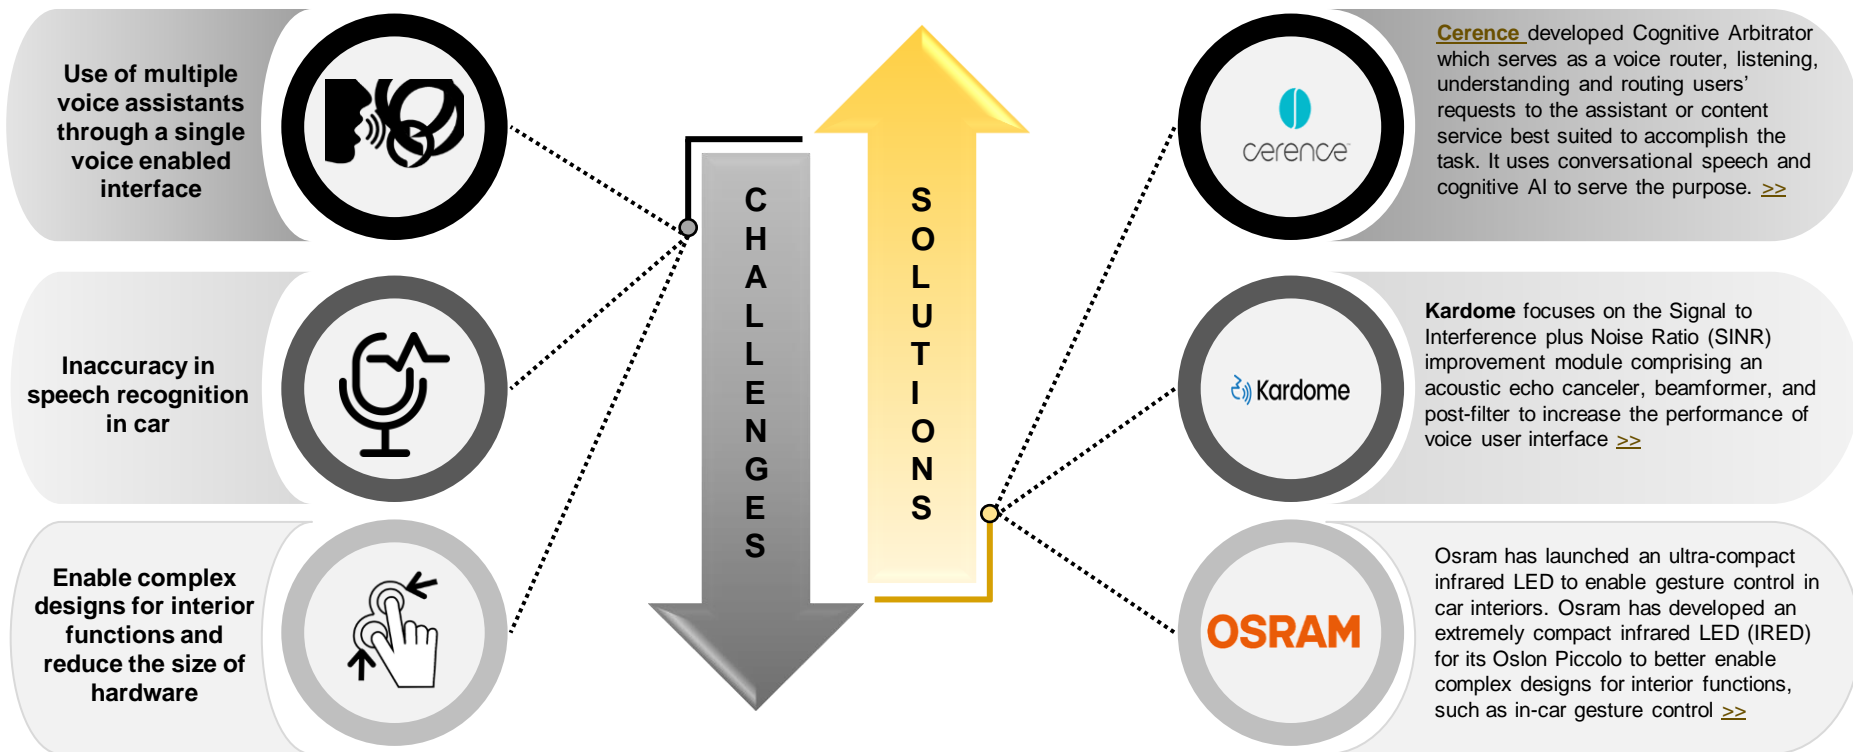 Use of multiple
voice assistants
through a single
voice enabled
interface
Inaccuracy in
speech recognition
in car
Enable complex
designs for interior
functions and
reduce the size of
hardware
CHALLENGES
SOLUTIONS
cerence™
Cerence developed Cognitive Arbitrator
which serves as a voice router, listening,
understanding and routing users’
requests to the assistant or content
service best suited to accomplish the
task. It uses conversational speech and
cognitive AI to serve the purpose. >>
Kardome
Kardome focuses on the Signal to
Interference plus Noise Ratio (SINR)
improvement module comprising an
acoustic echo canceler, beamformer, and
post-filter to increase the performance of
voice user interface >>
OSRAM
Osram has launched an ultra-compact
infrared LED to enable gesture control in
car interiors. Osram has developed an
extremely compact infrared LED (IRED)
for its Oslon Piccolo to better enable
complex designs for interior functions,
such as in-car gesture control >>